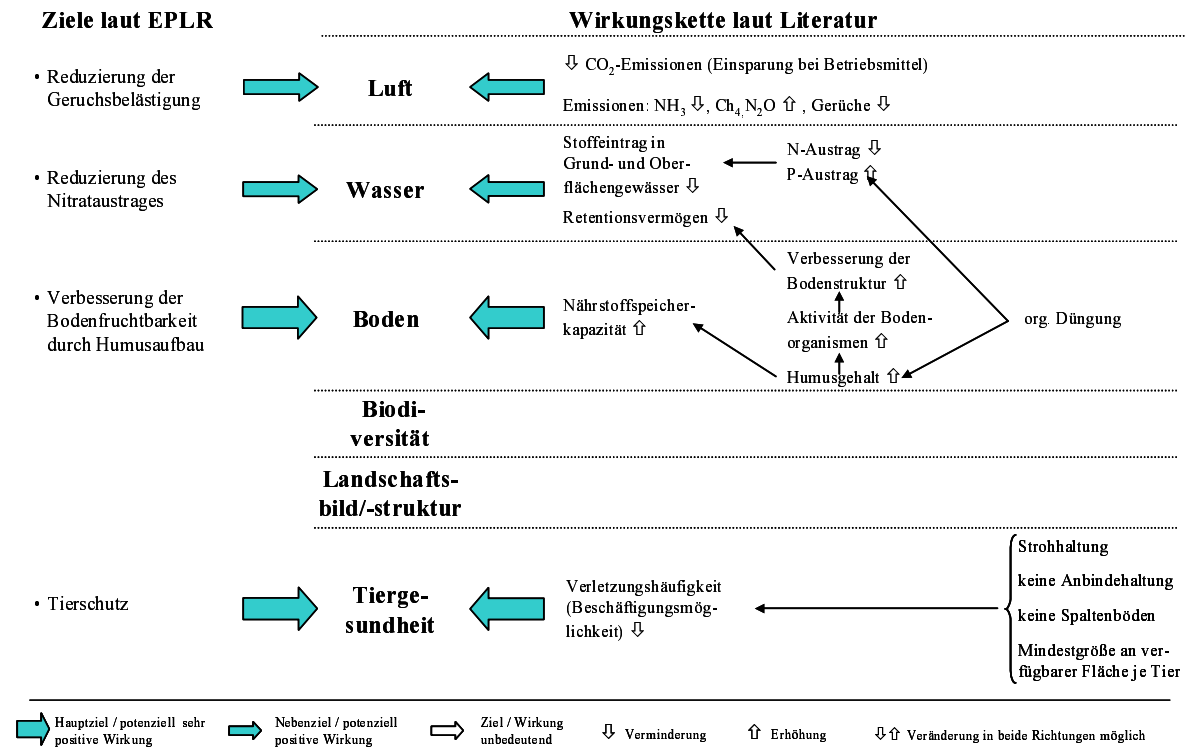 Ziele laut EPLR
Wirkungskette laut Literatur
• Reduzierung der
Geruchsbelästigung
Luft
⇩ CO₂-Emissionen (Einsparung bei Betriebsmittel)
Emissionen: NH₃ ⇩, Ch₄,N₂O ⇧ , Gerüche ⇩
• Reduzierung des
Nitrataustrages
Wasser
Stoffeintrag in
Grund- und Ober-
flächengewässer ⇩
Retentionsvermögen ⇩
N-Austrag ⇩
P-Austrag ⇧
• Verbesserung der
Bodenfruchtbarkeit
durch Humusaufbau
Boden
Nährstoffspeicher-
kapazität ⇧
Verbesserung der
Bodenstruktur ⇧
Aktivität der Boden-
organismen ⇧
Humusgehalt ⇧
org. Düngung
Biodi-
versität
Landschafts-
bild/-struktur
• Tierschutz
Tierge-
sundheit
Verletzungshäufigkeit
(Beschäftigungsmög-
lichkeit) ⇩
Strohhaltung
keine Anbindehaltung
keine Spaltenböden
Mindestgröße an ver-
fügbarer Fläche je Tier
Hauptziel / potenziell sehr
positive Wirkung
Nebenziel / potenziell
positive Wirkung
Ziel / Wirkung
unbedeutend
⇩ Verminderung
⇧ Erhöhung
⇩⇧ Veränderung in beide Richtungen möglich